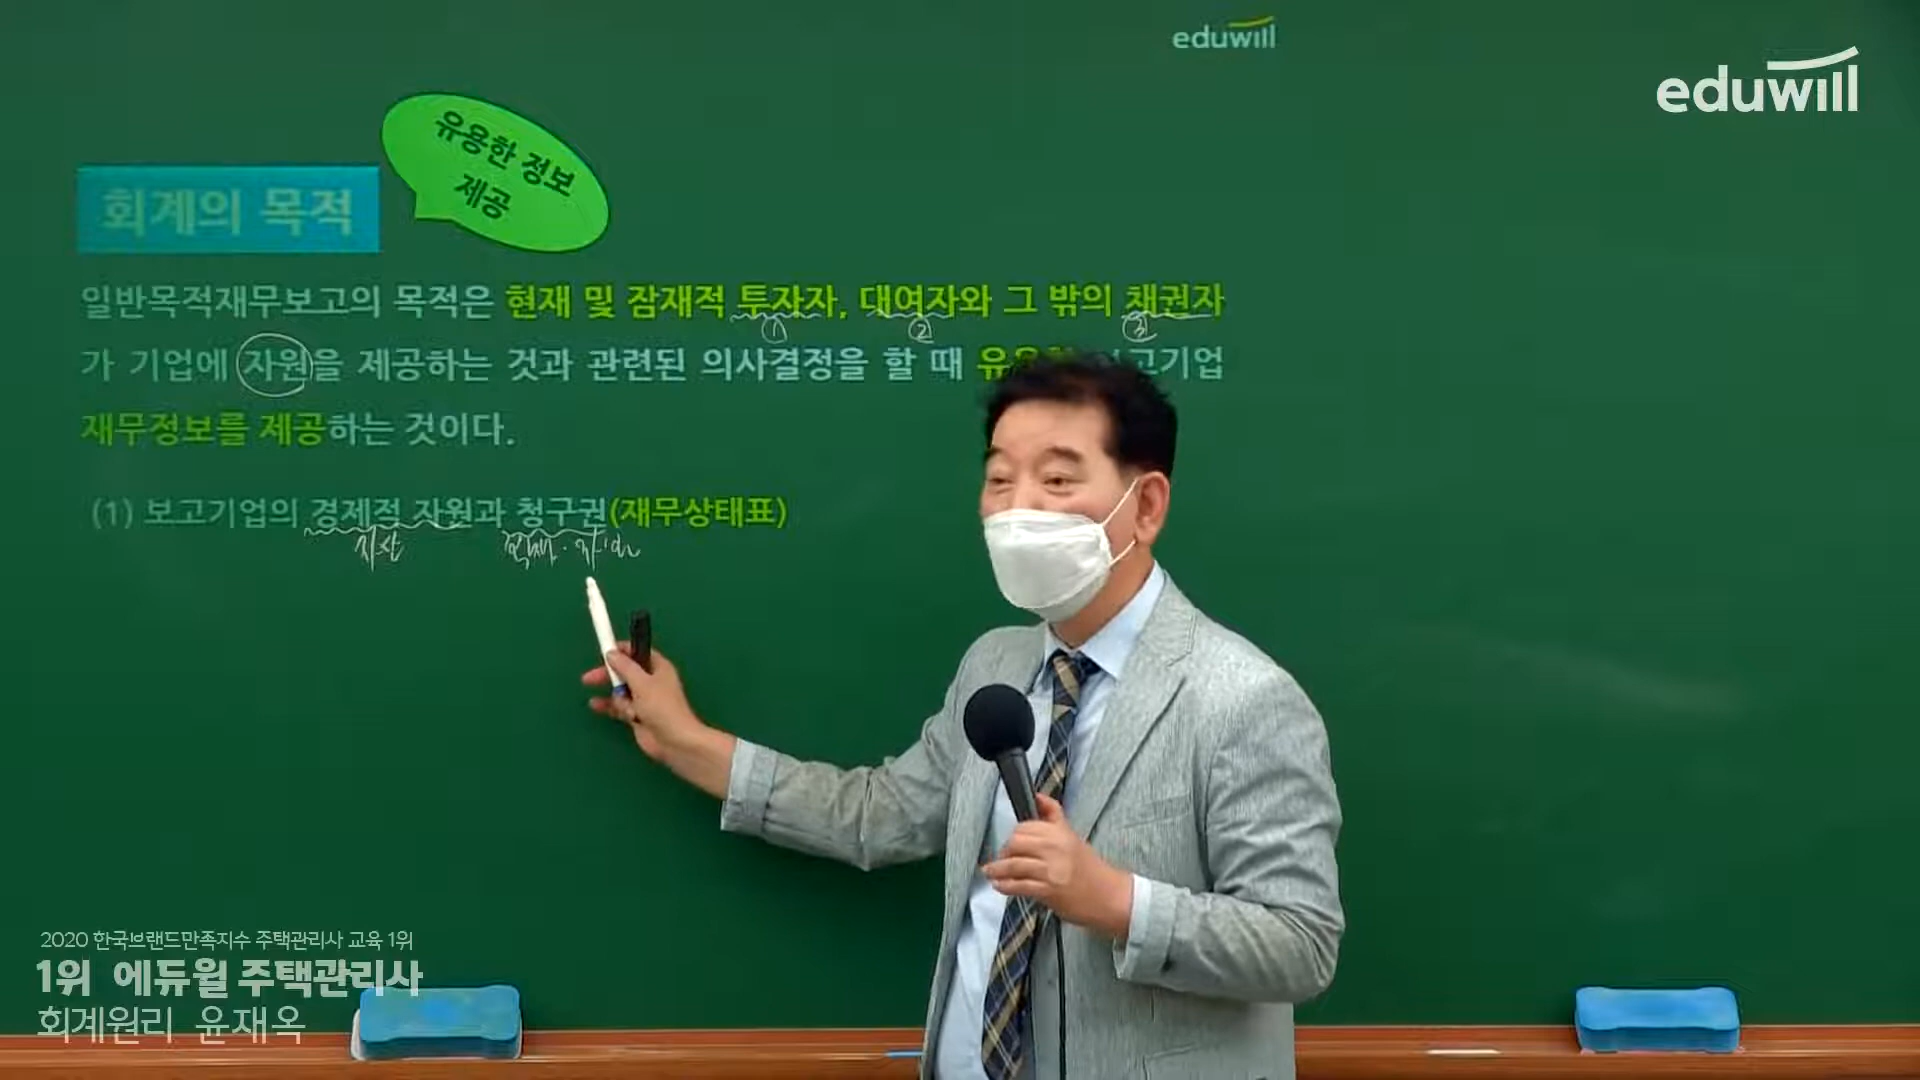 eduwill
eduwill
유용한 정보
제공
회계의 목적
일반목적재무보고의 목적은 현재 및 잠재적 투자자, 대여자와 그 밖의 채권자
① ② ③
가 기업에 자원을 제공하는 것과 관련된 의사결정을 할 때 고기업
재무정보를 제공하는 것이다.
(1) 보고기업의 경제적 자원과 청구권(재무상태표)
자산
2020 한국브랜드만족지수 주택관리사 교육 1위
1위 에듀윌 주택관리사
회계원리 윤재옥